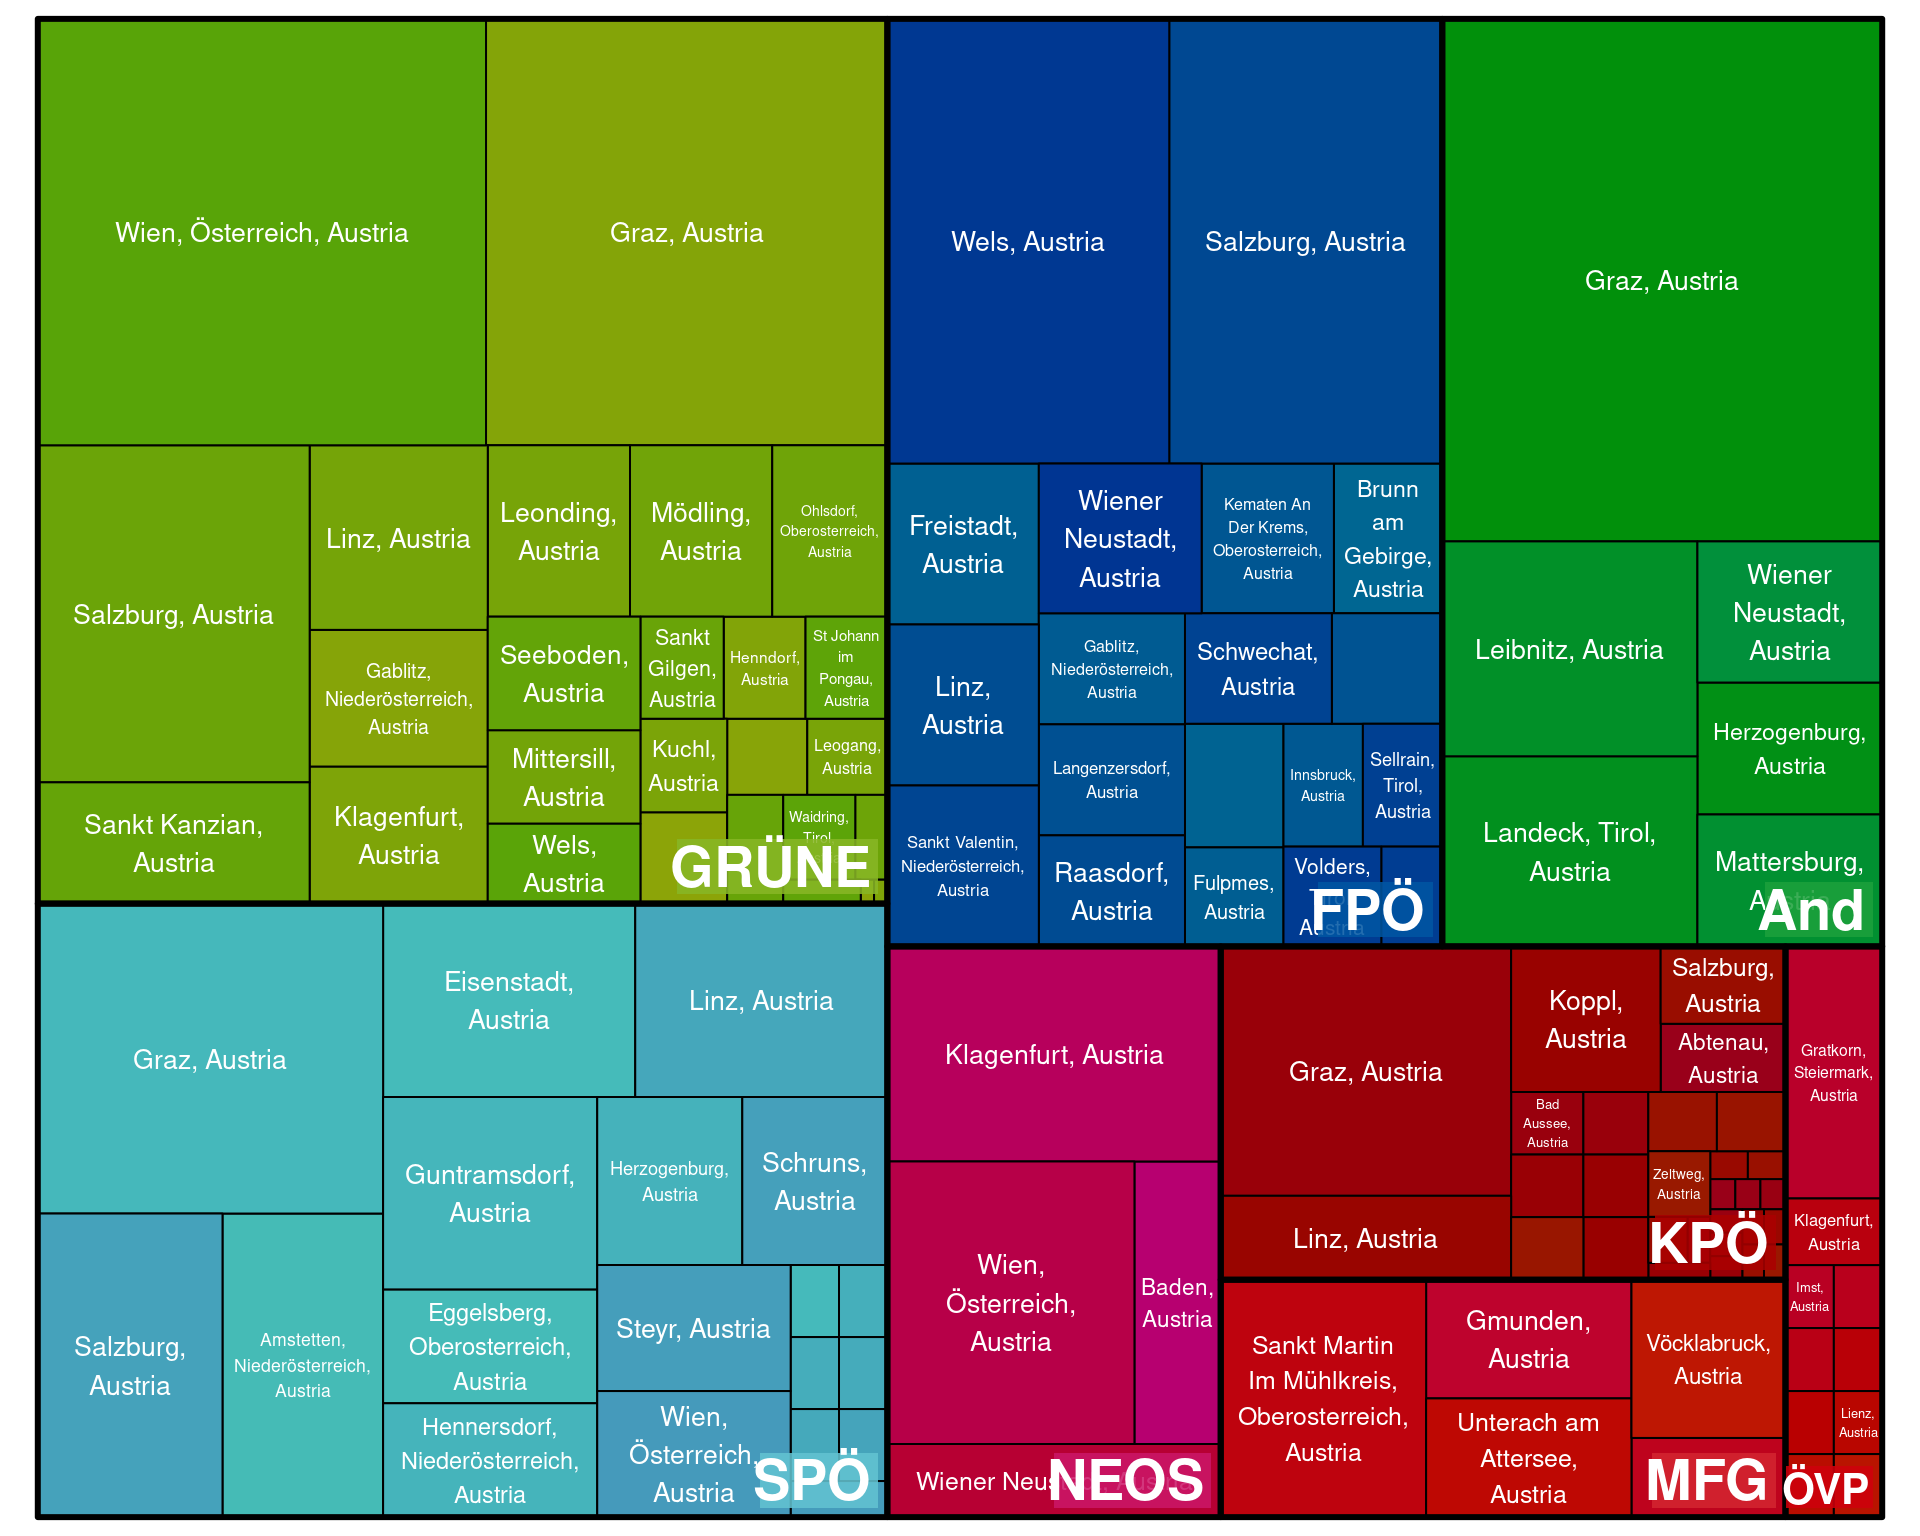 Wien, Österreich, Austria
Graz, Austria
Salzburg, Austria
Linz, Austria
Leonding,
Austria
Mödling,
Austria
Ohlsdorf,
Oberosterreich,
Austria
Gablitz,
Niederösterreich,
Austria
Seeboden,
Austria
Sankt
Gilgen,
Austria
Henndorf,
Austria
St Johann
im
Pongau,
Austria
Sankt Kanzian,
Austria
Klagenfurt,
Austria
Mittersill,
Austria
Kuchl,
Austria
Leogang,
Austria
Wels,
Austria
Waidring,
Tirol
GRÜNE
Wels, Austria
Salzburg, Austria
Freistadt,
Austria
Wiener
Neustadt,
Austria
Kematen An
Der Krems,
Oberosterreich,
Austria
Brunn
am
Gebirge,
Austria
Linz,
Austria
Gablitz,
Niederösterreich,
Austria
Schwechat,
Austria
Langenzersdorf,
Austria
Innsbruck,
Austria
Sellrain,
Tirol,
Austria
Sankt Valentin,
Niederösterreich,
Austria
Raasdorf,
Austria
Fulpmes,
Austria
Volders,
Austria
FPÖ
Graz, Austria
Leibnitz, Austria
Wiener
Neustadt,
Austria
Herzogenburg,
Austria
Landeck, Tirol,
Austria
Mattersburg,
And
Graz, Austria
Eisenstadt,
Austria
Linz, Austria
Guntramsdorf,
Austria
Herzogenburg,
Austria
Schruns,
Austria
Salzburg,
Austria
Amstetten,
Niederösterreich,
Austria
Eggelsberg,
Oberosterreich,
Austria
Steyr, Austria
Hennersdorf,
Niederösterreich,
Austria
Wien,
Österreich,
Austria
SPÖ
Klagenfurt, Austria
Wien,
Österreich,
Austria
Baden,
Austria
Wiener Neustadt, Austria
NEOS
Graz, Austria
Koppl,
Austria
Salzburg,
Austria
Abtenau,
Austria
Bad
Aussee,
Austria
Zeltweg,
Austria
Linz, Austria
KPÖ
Sankt Martin
Im Mühlkreis,
Oberosterreich,
Austria
Gmunden,
Austria
Vöcklabruck,
Austria
Unterach am
Attersee,
Austria
MFG
Gratkorn,
Steiermark,
Austria
Klagenfurt,
Austria
Imst,
Austria
Lienz,
Austria
ÖVP